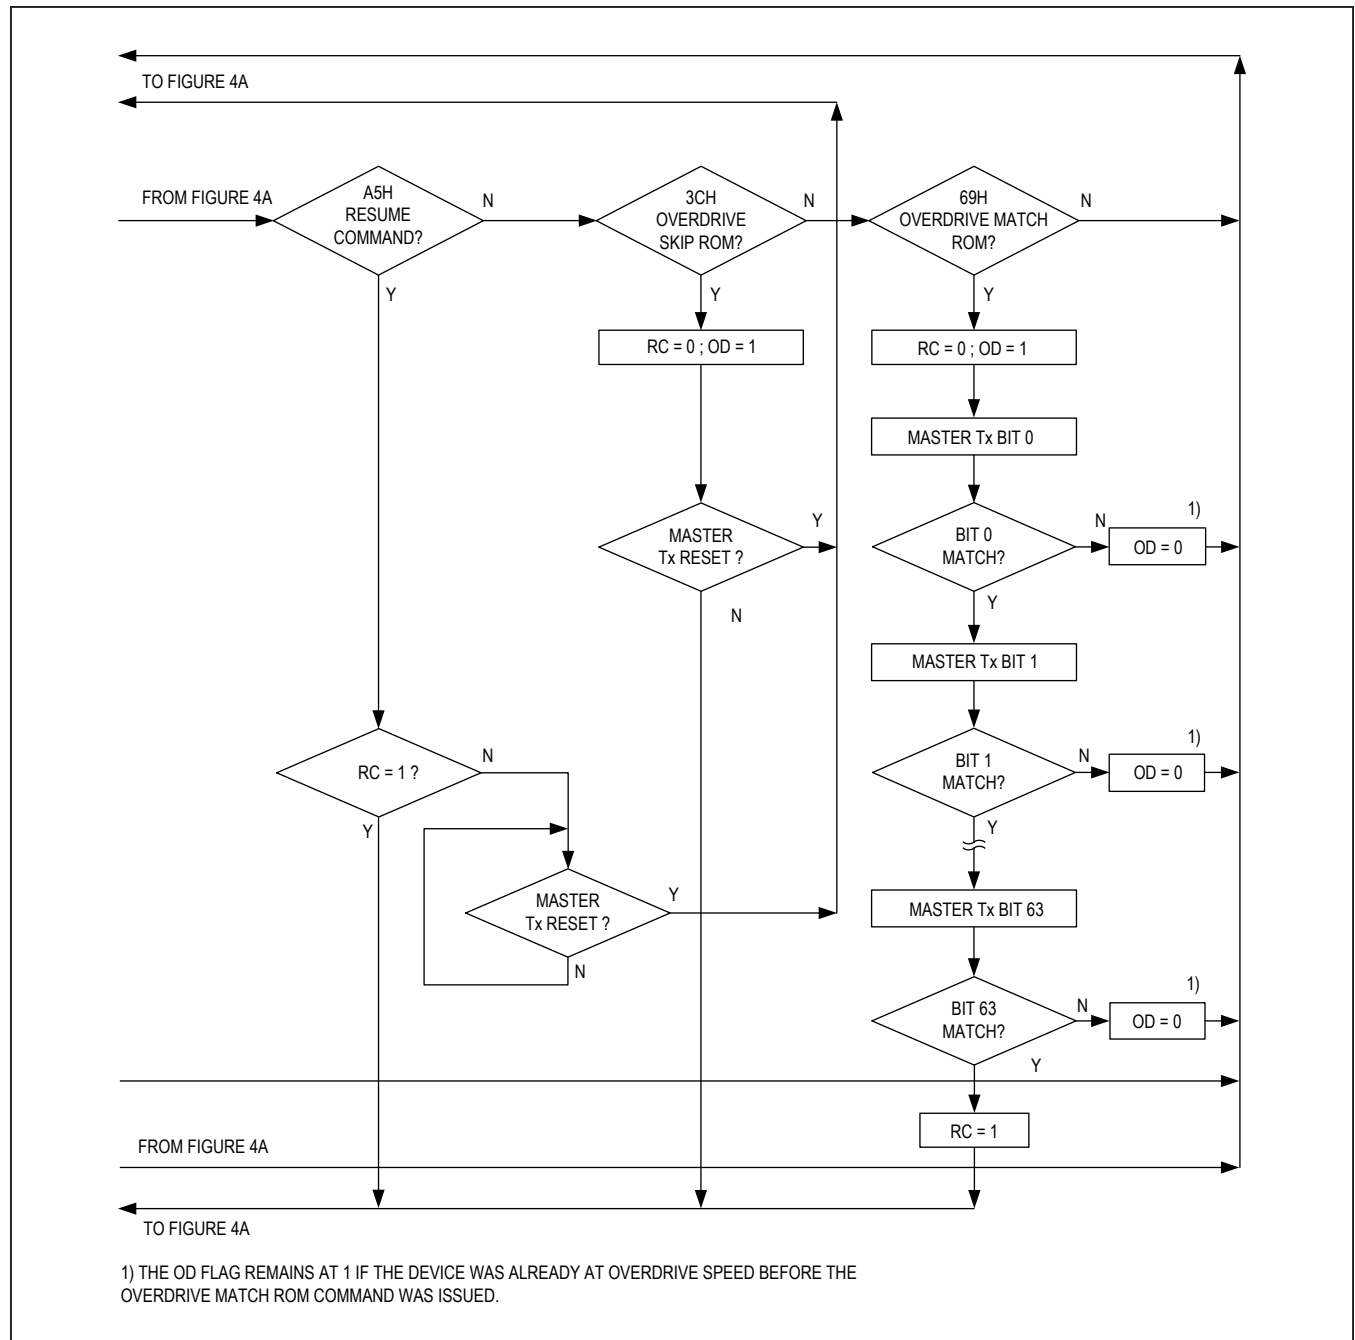 TO FIGURE 4A
FROM FIGURE 4A
A5H
RESUME
COMMAND?
N
Y
3CH
OVERDRIVE
SKIP ROM?
N
Y
69H
OVERDRIVE MATCH
ROM?
N
Y
RC = 0 ; OD = 1
RC = 0 ; OD = 1
MASTER Tx BIT 0
MASTER
Tx RESET ?
Y
N
BIT 0
MATCH?
N
1)
OD = 0
Y
MASTER Tx BIT 1
RC = 1 ?
N
Y
BIT 1
MATCH?
N
1)
OD = 0
Y
MASTER
Tx RESET ?
Y
N
MASTER Tx BIT 63
BIT 63
MATCH?
N
1)
OD = 0
Y
RC = 1
FROM FIGURE 4A
TO FIGURE 4A
1) THE OD FLAG REMAINS AT 1 IF THE DEVICE WAS ALREADY AT OVERDRIVE SPEED BEFORE THE
OVERDRIVE MATCH ROM COMMAND WAS ISSUED.